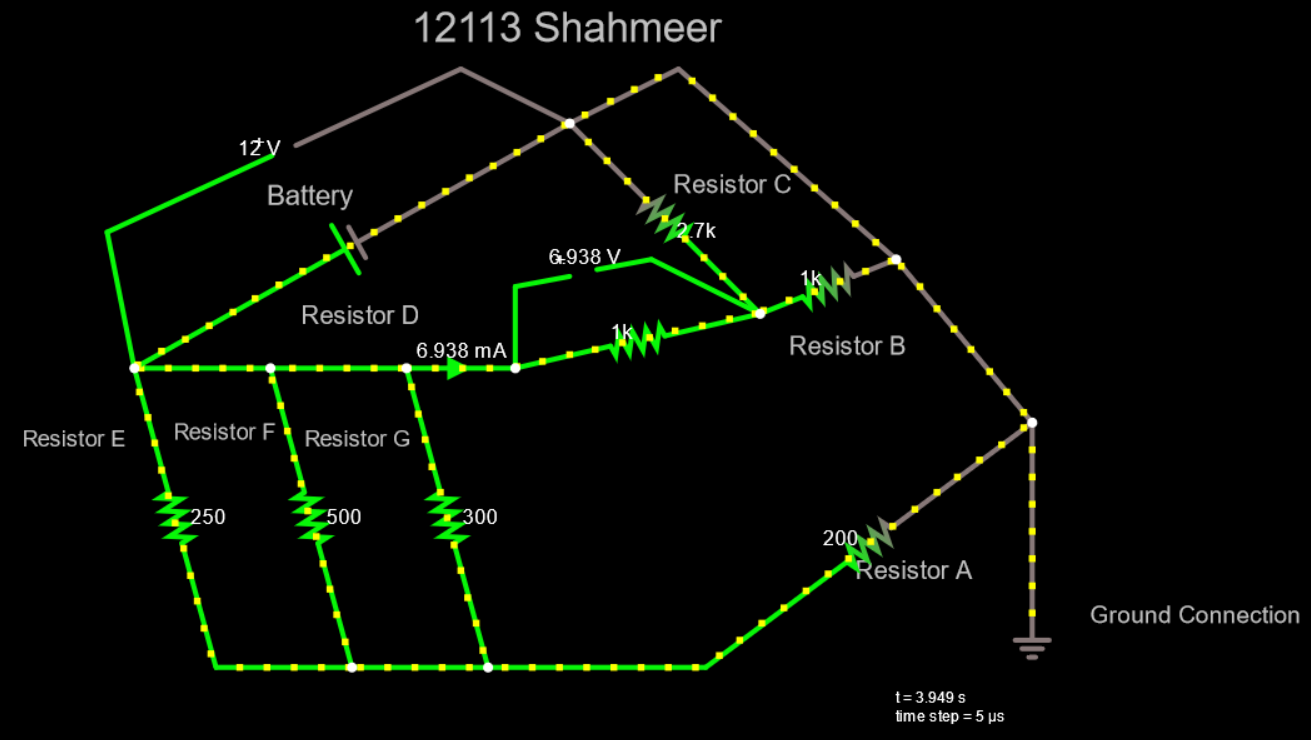 12113 Shahmeer
12 V
Battery
Resistor C
2.7k
6.938 V
1k
Resistor D
1k
Resistor B
6.938 mA
Resistor E
Resistor F
Resistor G
250
500
300
200
Resistor A
Ground Connection
t = 3.949 s
time step = 5 µs